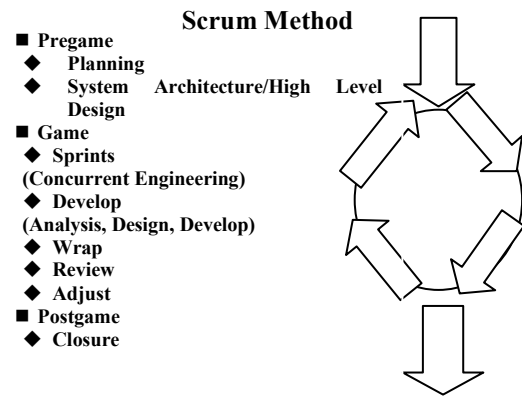 Scrum Method
■ Pregame
◆ Planning
◆ System Architecture/High Level
Design
■ Game
◆ Sprints
(Concurrent Engineering)
◆ Develop
(Analysis, Design, Develop)
◆ Wrap
◆ Review
◆ Adjust
■ Postgame
◆ Closure